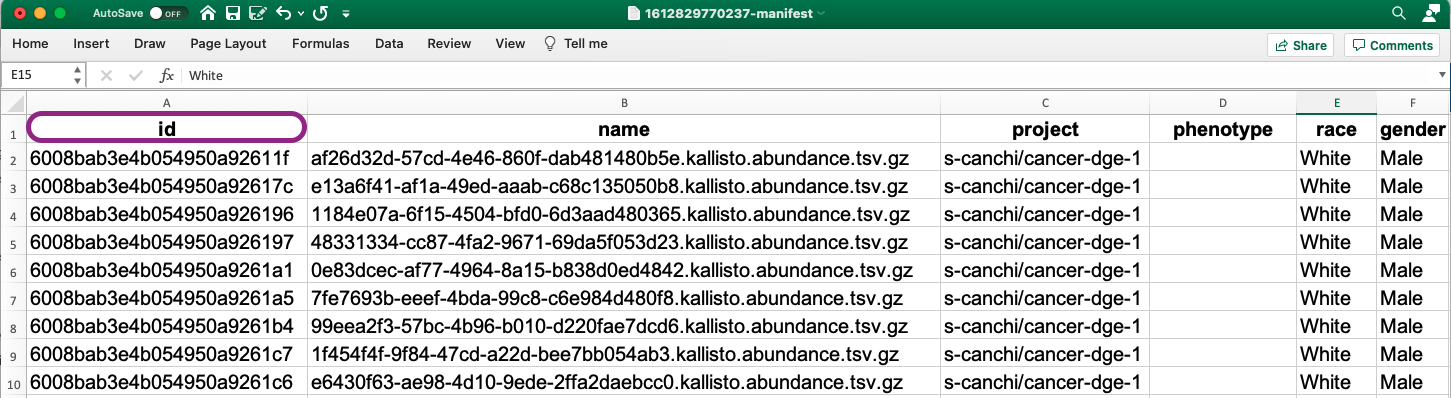 AutoSave OFF 1612829770237-manifest
Home Insert Draw Page Layout Formulas Data Review View Tell me Share Comments
E15 fx White
A B C D E F
1 id name project phenotype race gender
2 6008bab3e4b054950a92611f af26d32d-57cd-4e46-860f-dab481480b5e.kallisto.abundance.tsv.gz s-canchi/cancer-dge-1 White Male
3 6008bab3e4b054950a92617c e13a6f41-af1a-49ed-aaab-c68c135050b8.kallisto.abundance.tsv.gz s-canchi/cancer-dge-1 White Male
4 6008bab3e4b054950a926196 1184e07a-6f15-4504-bfd0-6d3aad480365.kallisto.abundance.tsv.gz s-canchi/cancer-dge-1 White Male
5 6008bab3e4b054950a926197 48331334-cc87-4fa2-9671-69da5f053d23.kallisto.abundance.tsv.gz s-canchi/cancer-dge-1 White Male
6 6008bab3e4b054950a9261a1 0e83dcec-af77-4964-8a15-b838d0ed4842.kallisto.abundance.tsv.gz s-canchi/cancer-dge-1 White Male
7 6008bab3e4b054950a9261a5 7fe7693b-eeef-4bda-99c8-c6e984d480f8.kallisto.abundance.tsv.gz s-canchi/cancer-dge-1 White Male
8 6008bab3e4b054950a9261b4 99eea2f3-57bc-4b96-b010-d220fae7dcd6.kallisto.abundance.tsv.gz s-canchi/cancer-dge-1 White Male
9 6008bab3e4b054950a9261c7 1f454f4f-9f84-47cd-a22d-bee7bb054ab3.kallisto.abundance.tsv.gz s-canchi/cancer-dge-1 White Male
10 6008bab3e4b054950a9261c6 e6430f63-ae98-4d10-9ede-2ffa2daebcc0.kallisto.abundance.tsv.gz s-canchi/cancer-dge-1 White Male